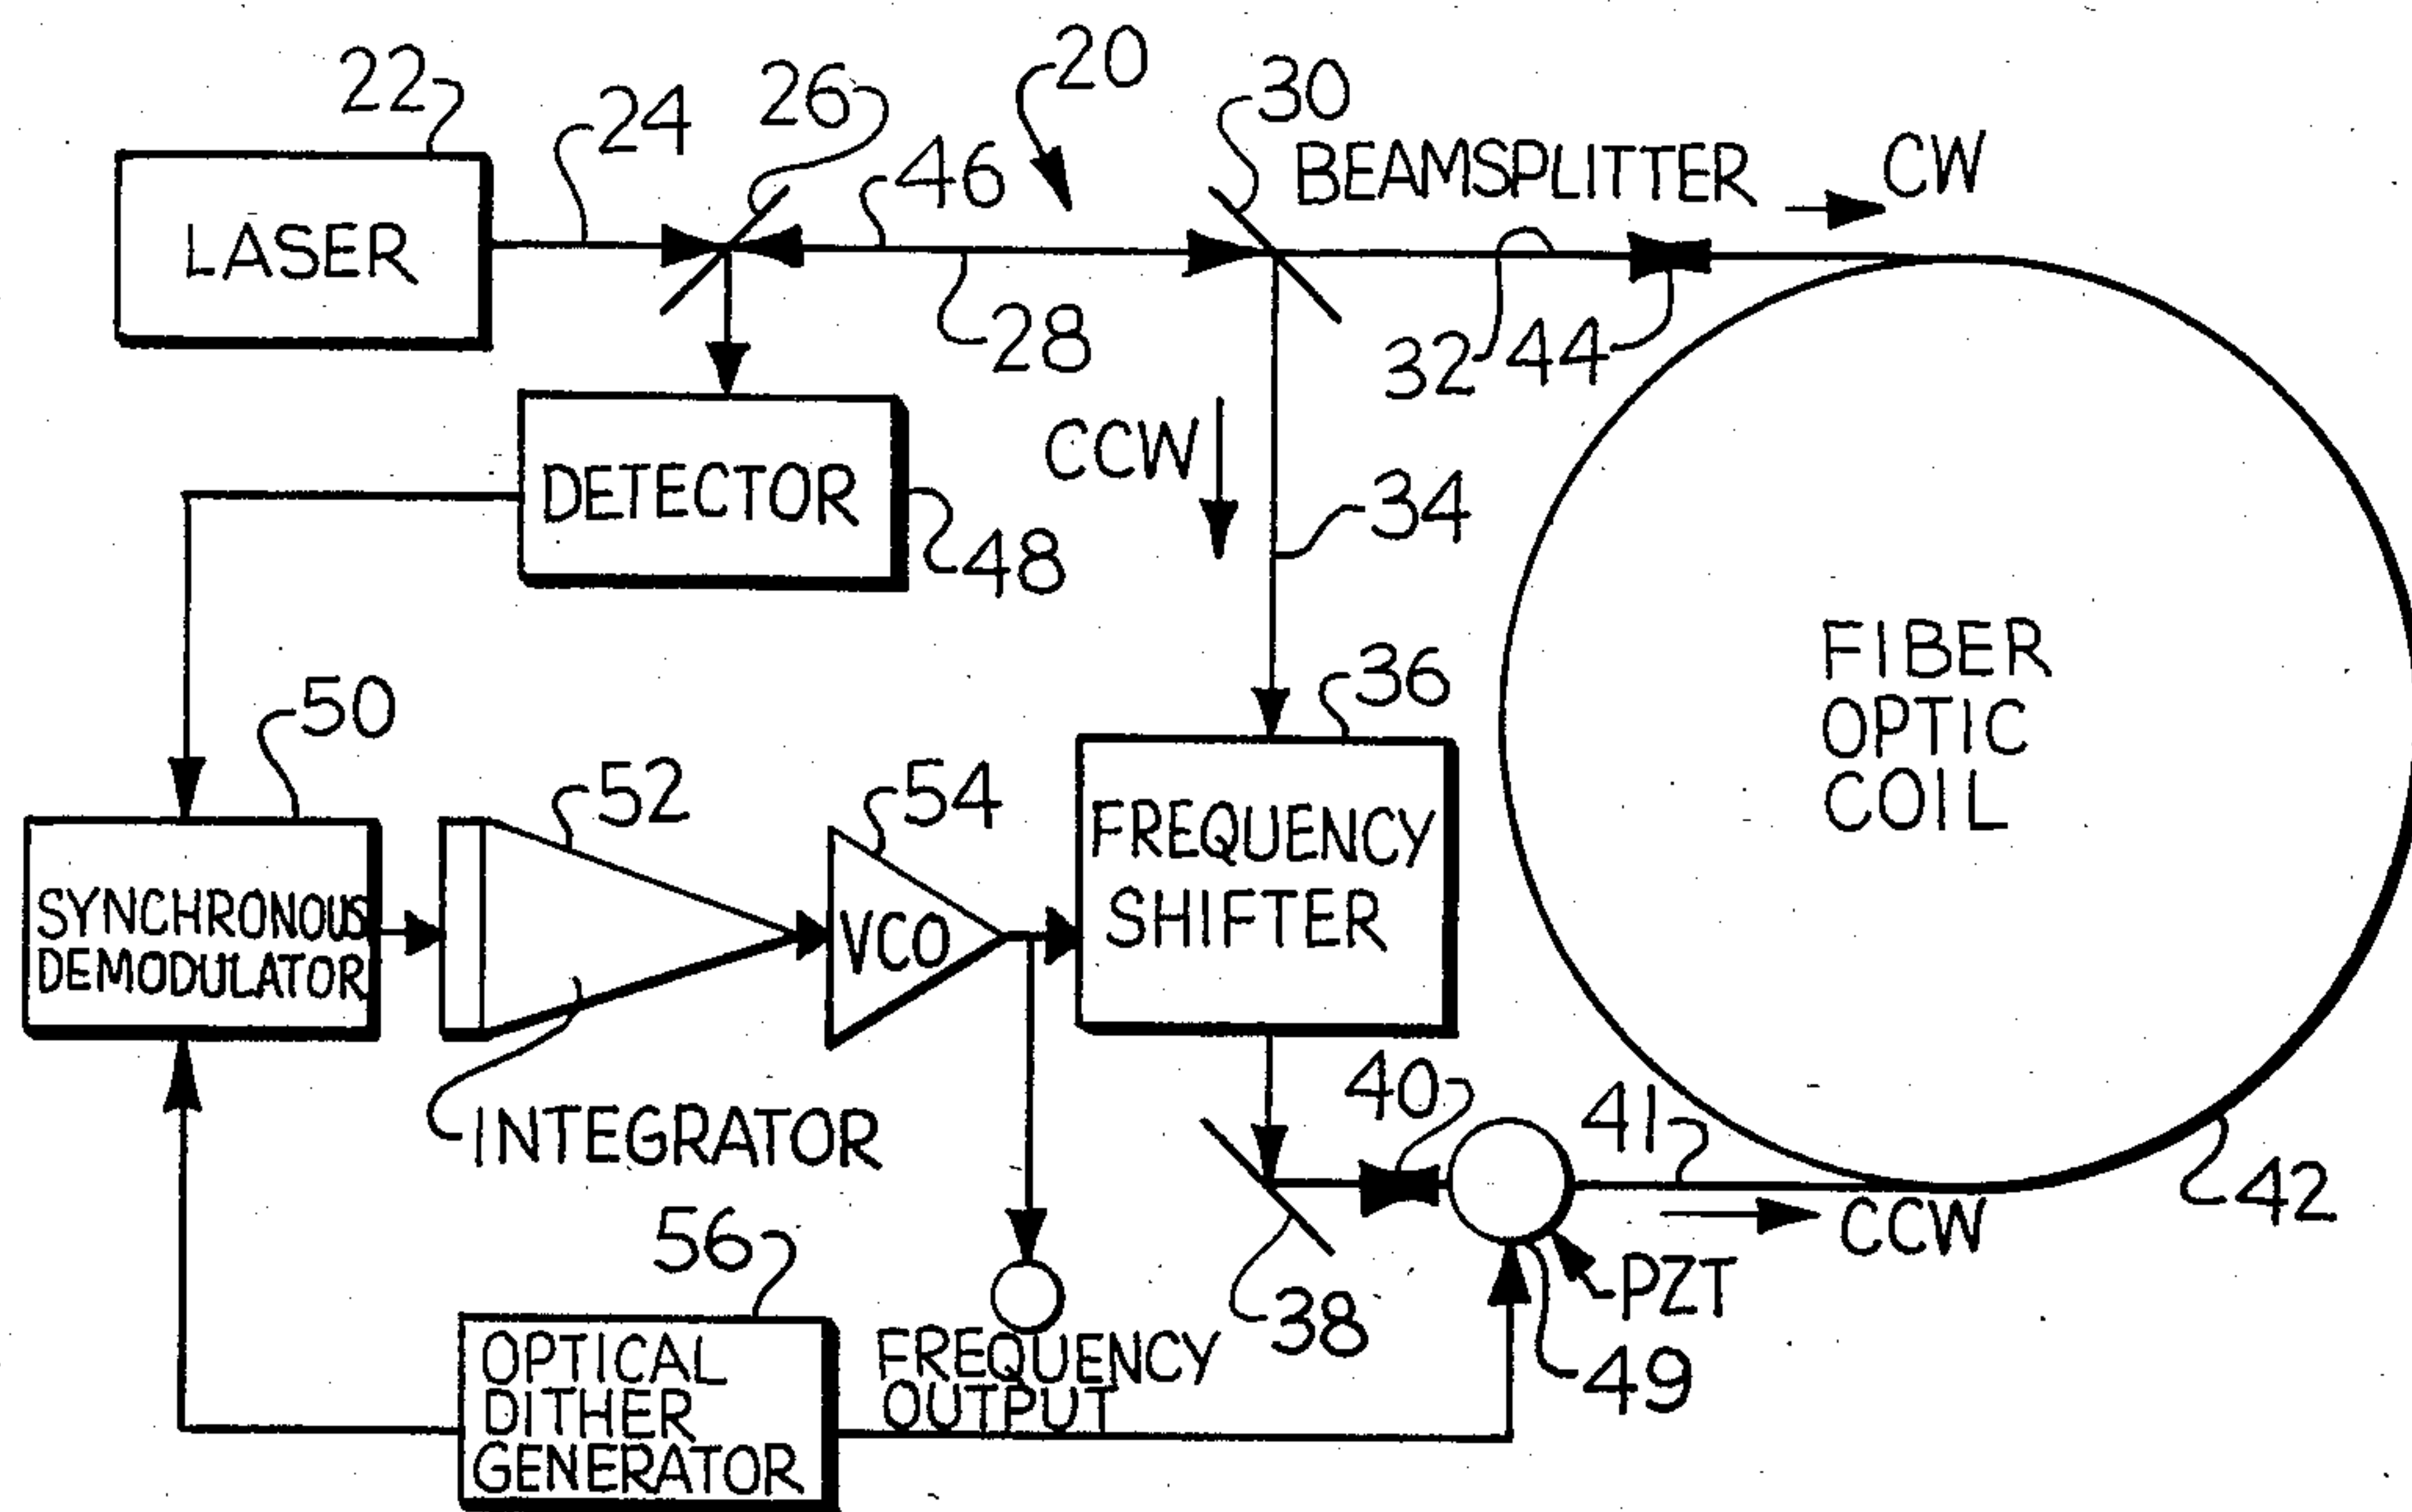 22
24
26
20
30
46
BEAMSPLITTER
CW
LASER
28
32
44
CCW
DETECTOR
48
34
FIBER
OPTIC
COIL
50
36
52
54
FREQUENCY
SHIFTER
SYNCHRONOUS
DEMODULATOR
VCO
INTEGRATOR
40
41
42
CCW
56
38
PZT
49
OPTICAL
DITHER
GENERATOR
FREQUENCY
OUTPUT